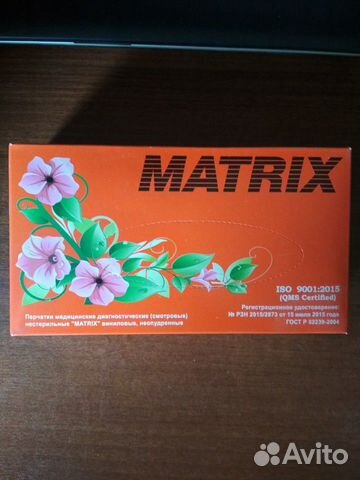 MATRIX
ISO 9001:2015
(QMS Certified)
Регистрационное удостоверение:
№ РЗН 2015/2973 от 15 июля 2015 года
ГОСТ Р 52239-2004
Перчатки медицинские диагностические (смотровые)
нестерильные "MATRIX" виниловые, неопудренные
Avito